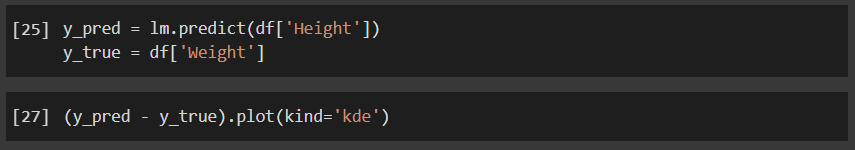 [25] y_pred = lm.predict(df['Height'])
y_true = df['Weight']
[27] (y_pred - y_true).plot(kind='kde')